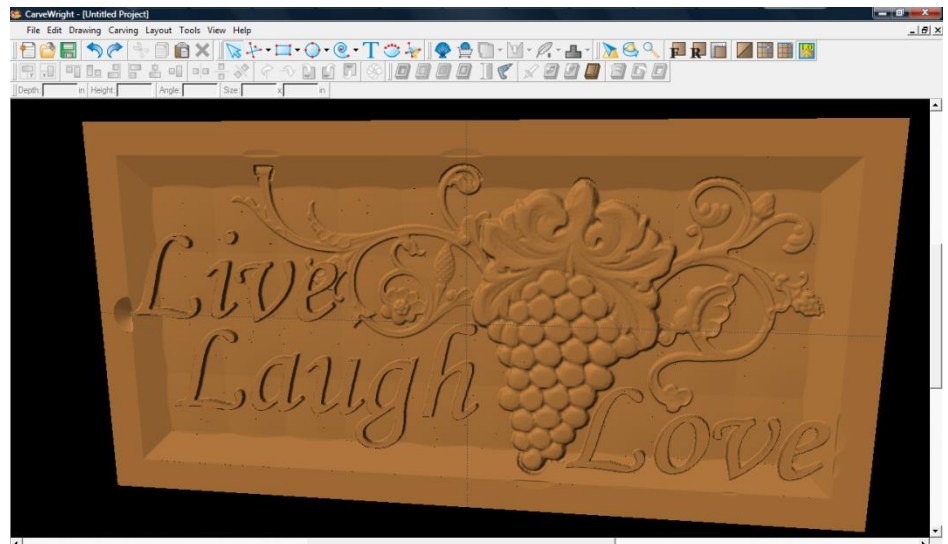 CarveWright - [Untitled Project]
File Edit Drawing Carving Layout Tools View Help
Depth: in Height: Angle: Size: x in
Live
Laugh
Love